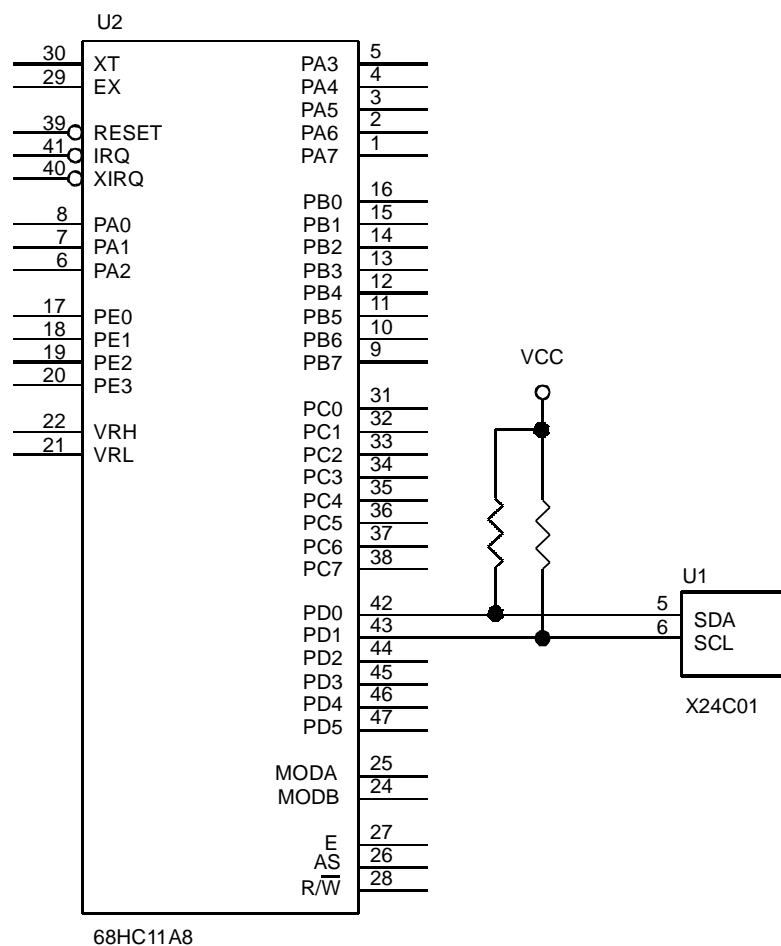 U2
30 XT
29 EX
39 RESET
41 IRQ
40 XIRQ
8 PA0
7 PA1
6 PA2
17 PE0
18 PE1
19 PE2
20 PE3
22 VRH
21 VRL
PA3 5
PA4 4
PA5 3
PA6 2
PA7 1
PB0 16
PB1 15
PB2 14
PB3 13
PB4 12
PB5 11
PB6 10
PB7 9
PC0 31
PC1 32
PC2 33
PC3 34
PC4 35
PC5 36
PC6 37
PC7 38
PD0 42
PD1 43
PD2 44
PD3 45
PD4 46
PD5 47
MODA 25
MODB 24
E 27
AS 26
R/W̅ 28
68HC11A8
VCC
U1
5 SDA
6 SCL
X24C01